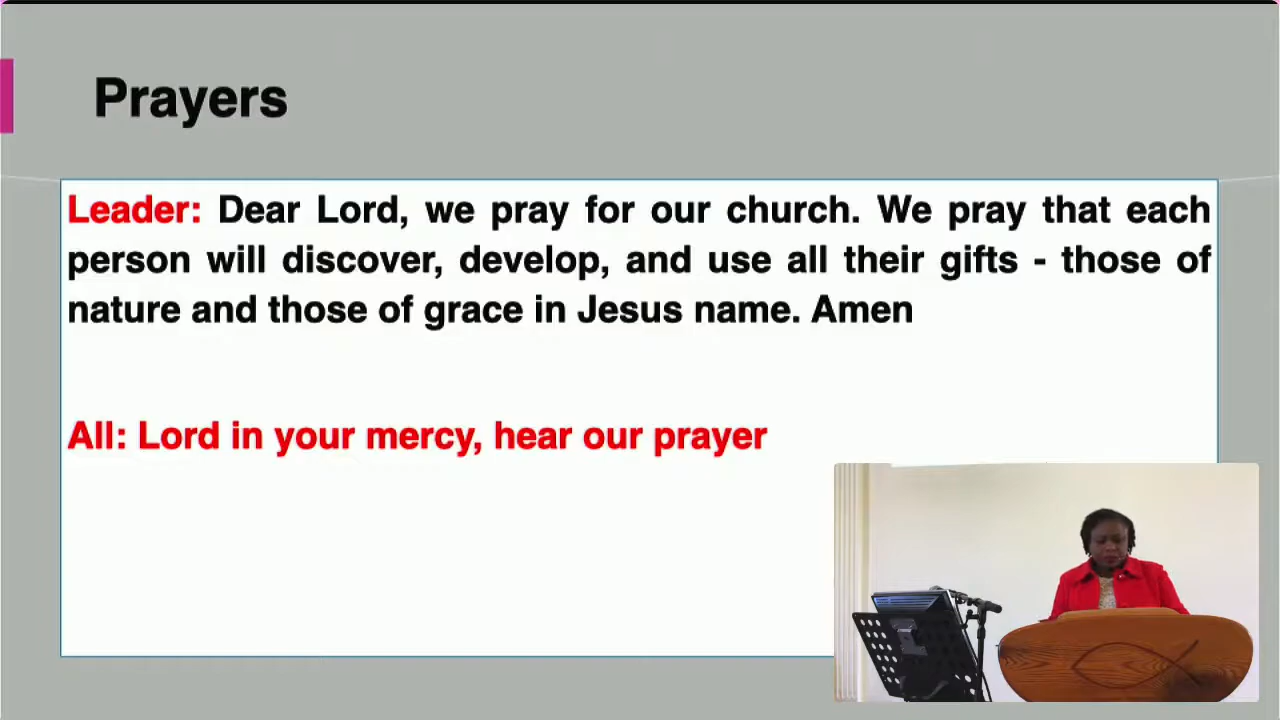 Prayers
Leader: Dear Lord, we pray for our church. We pray that each
person will discover, develop, and use all their gifts - those of
nature and those of grace in Jesus name. Amen
All: Lord in your mercy, hear our prayer